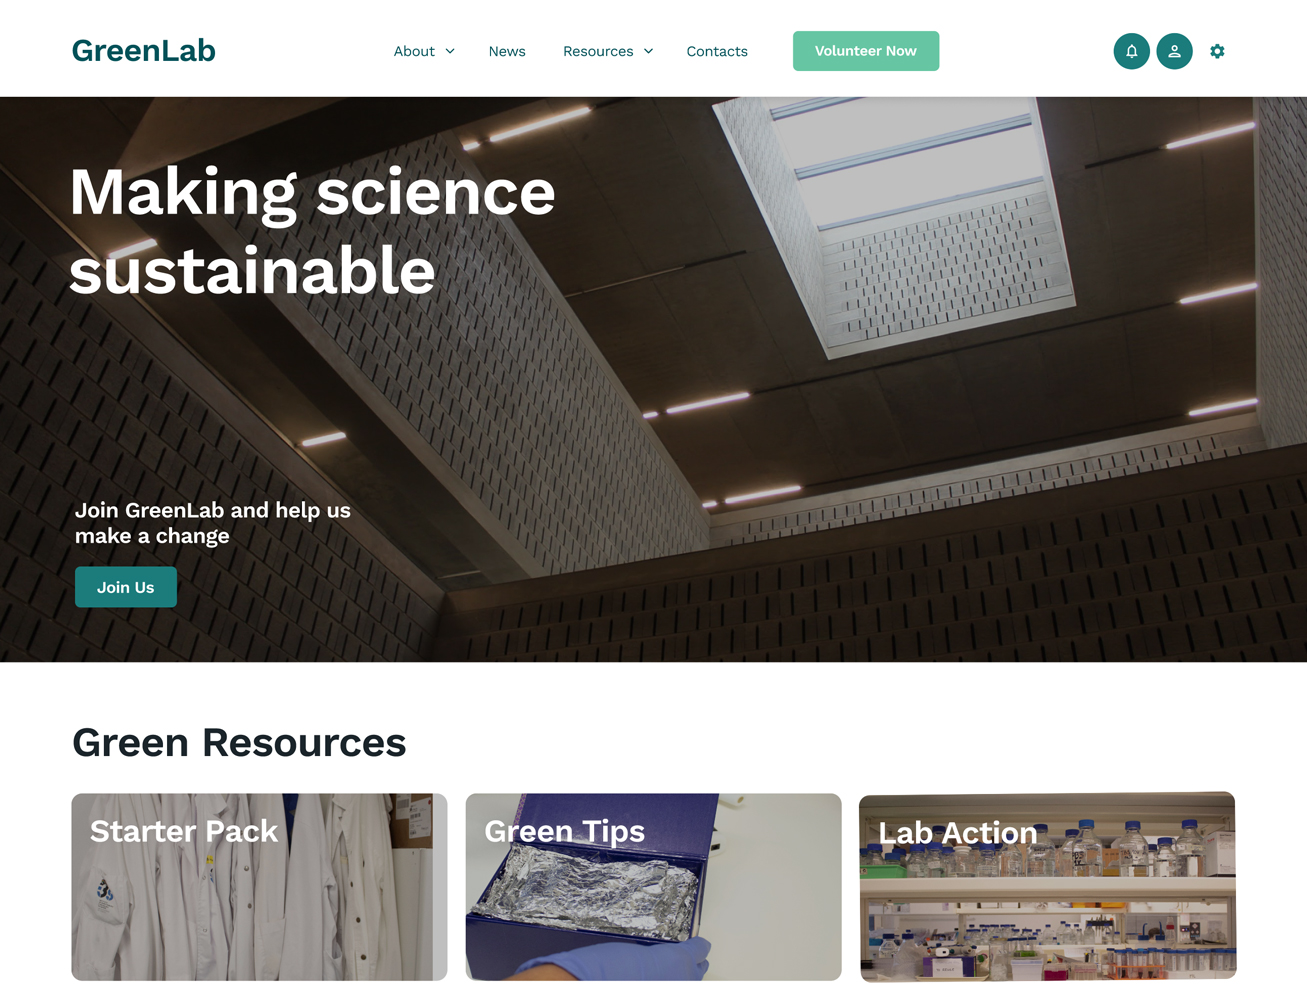 GreenLab
About
News
Resources
Contacts
Volunteer Now
Making science
sustainable
Join GreenLab and help us
make a change
Join Us
Green Resources
Starter Pack
Green Tips
Lab Action